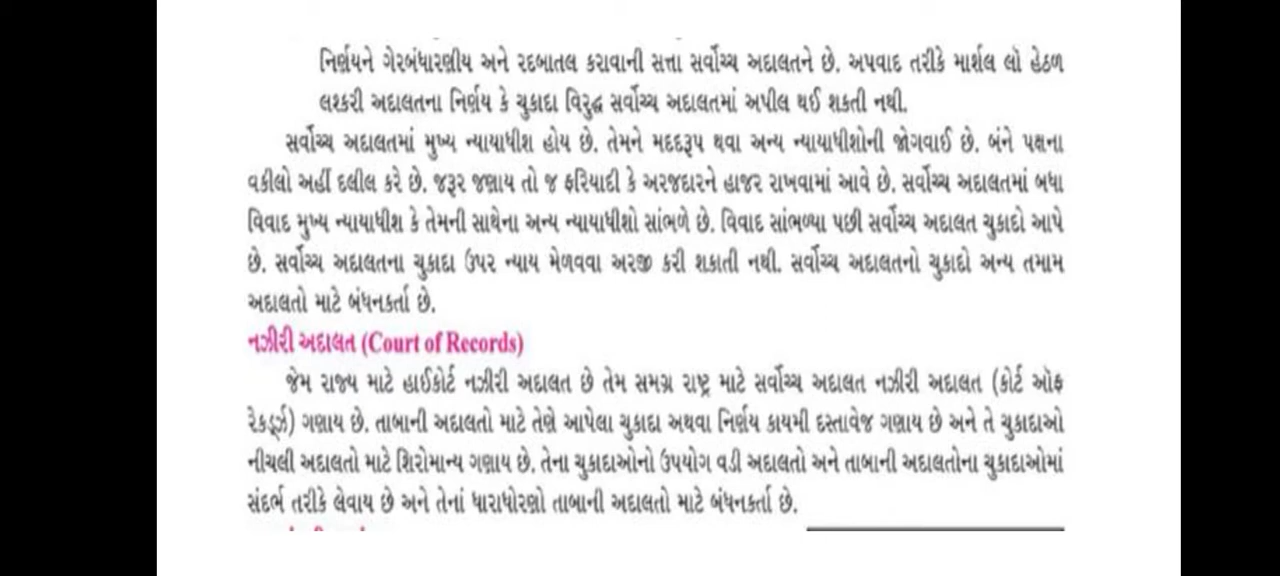 નિર્ણયને ગેરબંધારણીય અને રદબાતલ કરાવાની સત્તા સર્વોચ્ચ અદાલતને છે. અપવાદ તરીકે માર્શલ લૉ હેઠળ
લશ્કરી અદાલતના નિર્ણય કે ચુકાદા વિરુદ્ધ સર્વોચ્ચ અદાલતમાં અપીલ થઈ શકતી નથી.
સર્વોચ્ચ અદાલતમાં મુખ્ય ન્યાયાધીશ હોય છે. તેમને મદદરૂપ થવા અન્ય ન્યાયાધીશોની જોગવાઈ છે. બંને પક્ષના
વકીલો અહીં દલીલ કરે છે. જરૂર જણાય તો જ ફરિયાદી કે અરજદારને હાજર રાખવામાં આવે છે. સર્વોચ્ચ અદાલતમાં બધા
વિવાદ મુખ્ય ન્યાયાધીશ કે તેમની સાથેના અન્ય ન્યાયાધીશો સાંભળે છે. વિવાદ સાંભળ્યા પછી સર્વોચ્ચ અદાલત ચુકાદો આપે
છે. સર્વોચ્ચ અદાલતના ચુકાદા ઉપર ન્યાય મેળવવા અરજી કરી શકાતી નથી. સર્વોચ્ચ અદાલતનો ચુકાદો અન્ય તમામ
અદાલતો માટે બંધનકર્તા છે.
નઝીરી અદાલત (Court of Records)
જેમ રાજ્ય માટે હાઈકોર્ટ નઝીરી અદાલત છે તેમ સમગ્ર રાષ્ટ્ર માટે સર્વોચ્ચ અદાલત નઝીરી અદાલત (કોર્ટ ઑફ
રેકર્ડ્ઝ) ગણાય છે. તાબાની અદાલતો માટે તેણે આપેલા ચુકાદા અથવા નિર્ણય કાયમી દસ્તાવેજ ગણાય છે અને તે ચુકાદાઓ
નીચલી અદાલતો માટે શિરોમાન્ય ગણાય છે. તેના ચુકાદાઓનો ઉપયોગ વડી અદાલતો અને તાબાની અદાલતોના ચુકાદાઓમાં
સંદર્ભ તરીકે લેવાય છે અને તેનાં ધારાધોરણો તાબાની અદાલતો માટે બંધનકર્તા છે.